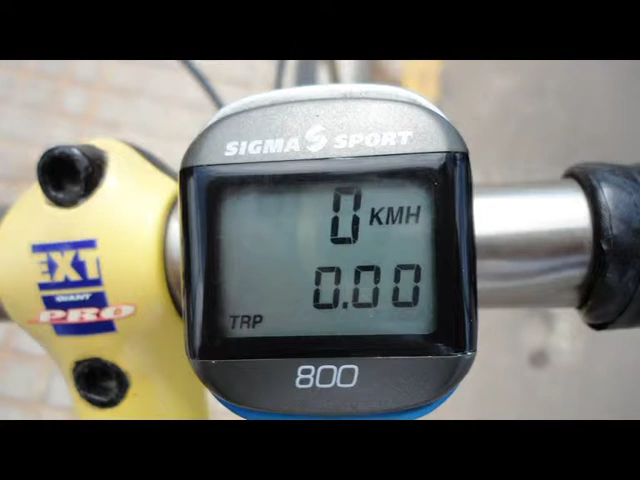 SIGMA SPORT
0 KMH
0.00
TRP
800
EXT
GIANT
PRO